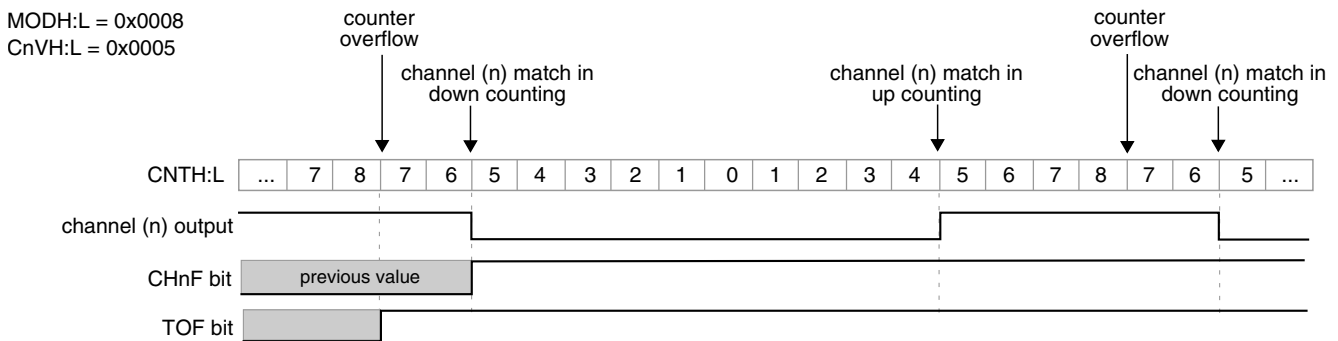 MODH:L = 0x0008
CnVH:L = 0x0005
counter
overflow
channel (n) match in
down counting
channel (n) match in
up counting
counter
overflow
channel (n) match in
down counting
CNTH:L ... 7 8 7 6 5 4 3 2 1 0 1 2 3 4 5 6 7 8 7 6 5 ...
channel (n) output
CHnF bit previous value
TOF bit